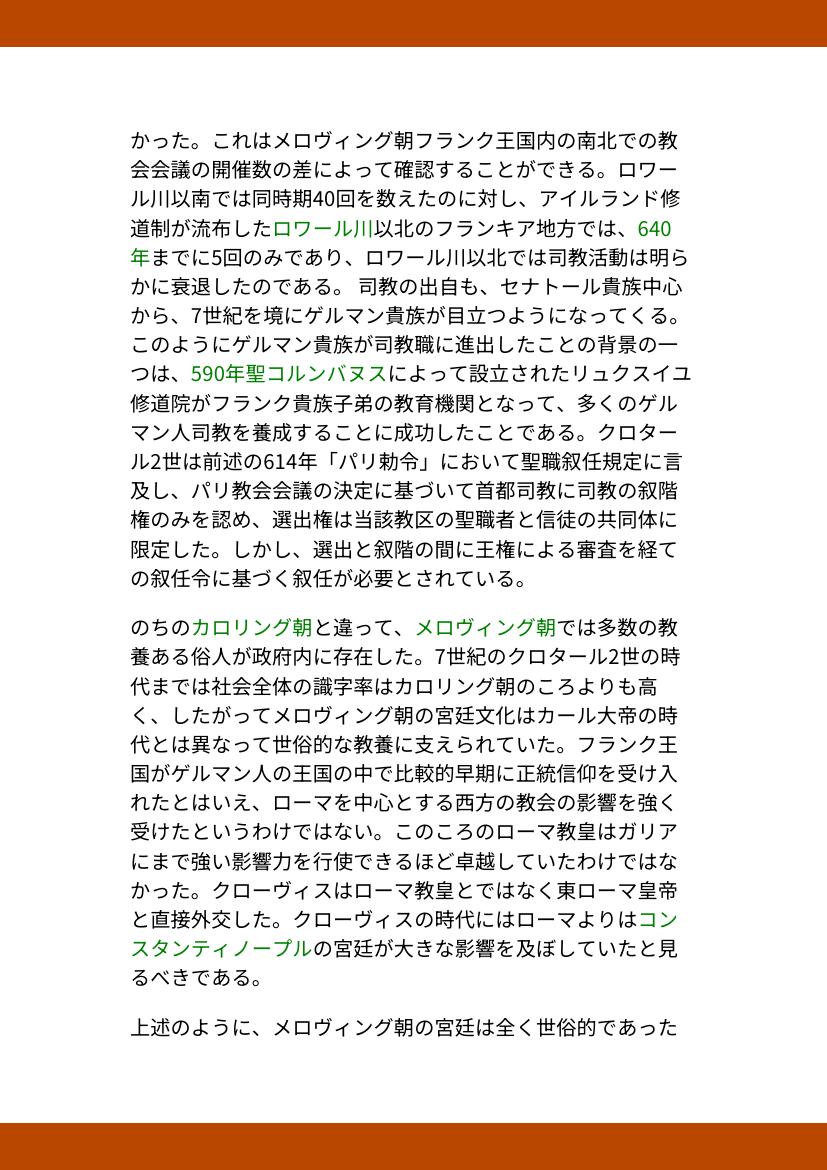 かった。これはメロヴィング朝フランク王国内の南北での教
会会議の開催数の差によって確認することができる。ロワー
ル川以南では同時期40回を数えたのに対し、アイルランド修
道制が流布したロワール川以北のフランキア地方では、640
年までに5回のみであり、ロワール川以北では司教活動は明ら
かに衰退したのである。 司教の出自も、セナトール貴族中心
から、7世紀を境にゲルマン貴族が目立つようになってくる。
このようにゲルマン貴族が司教職に進出したことの背景の一
つは、590年聖コルンバヌスによって設立されたリュクスイユ
修道院がフランク貴族子弟の教育機関となって、多くのゲル
マン人司教を養成することに成功したことである。クロター
ル2世は前述の614年「パリ勅令」において聖職叙任規定に言
及し、パリ教会会議の決定に基づいて首都司教に司教の叙階
権のみを認め、選出権は当該教区の聖職者と信徒の共同体に
限定した。しかし、選出と叙階の間に王権による審査を経て
の叙任令に基づく叙任が必要とされている。
のちのカロリング朝と違って、メロヴィング朝では多数の教
養ある俗人が政府内に存在した。7世紀のクロタール2世の時
代までは社会全体の識字率はカロリング朝のころよりも高
く、したがってメロヴィング朝の宮廷文化はカール大帝の時
代とは異なって世俗的な教養に支えられていた。フランク王
国がゲルマン人の王国の中で比較的早期に正統信仰を受け入
れたとはいえ、ローマを中心とする西方の教会の影響を強く
受けたというわけではない。このころのローマ教皇はガリア
にまで強い影響力を行使できるほど卓越していたわけではな
かった。クローヴィスはローマ教皇とではなく東ローマ皇帝
と直接外交した。クローヴィスの時代にはローマよりはコン
スタンティノープルの宮廷が大きな影響を及ぼしていたと見
るべきである。
上述のように、メロヴィング朝の宮廷は全く世俗的であった